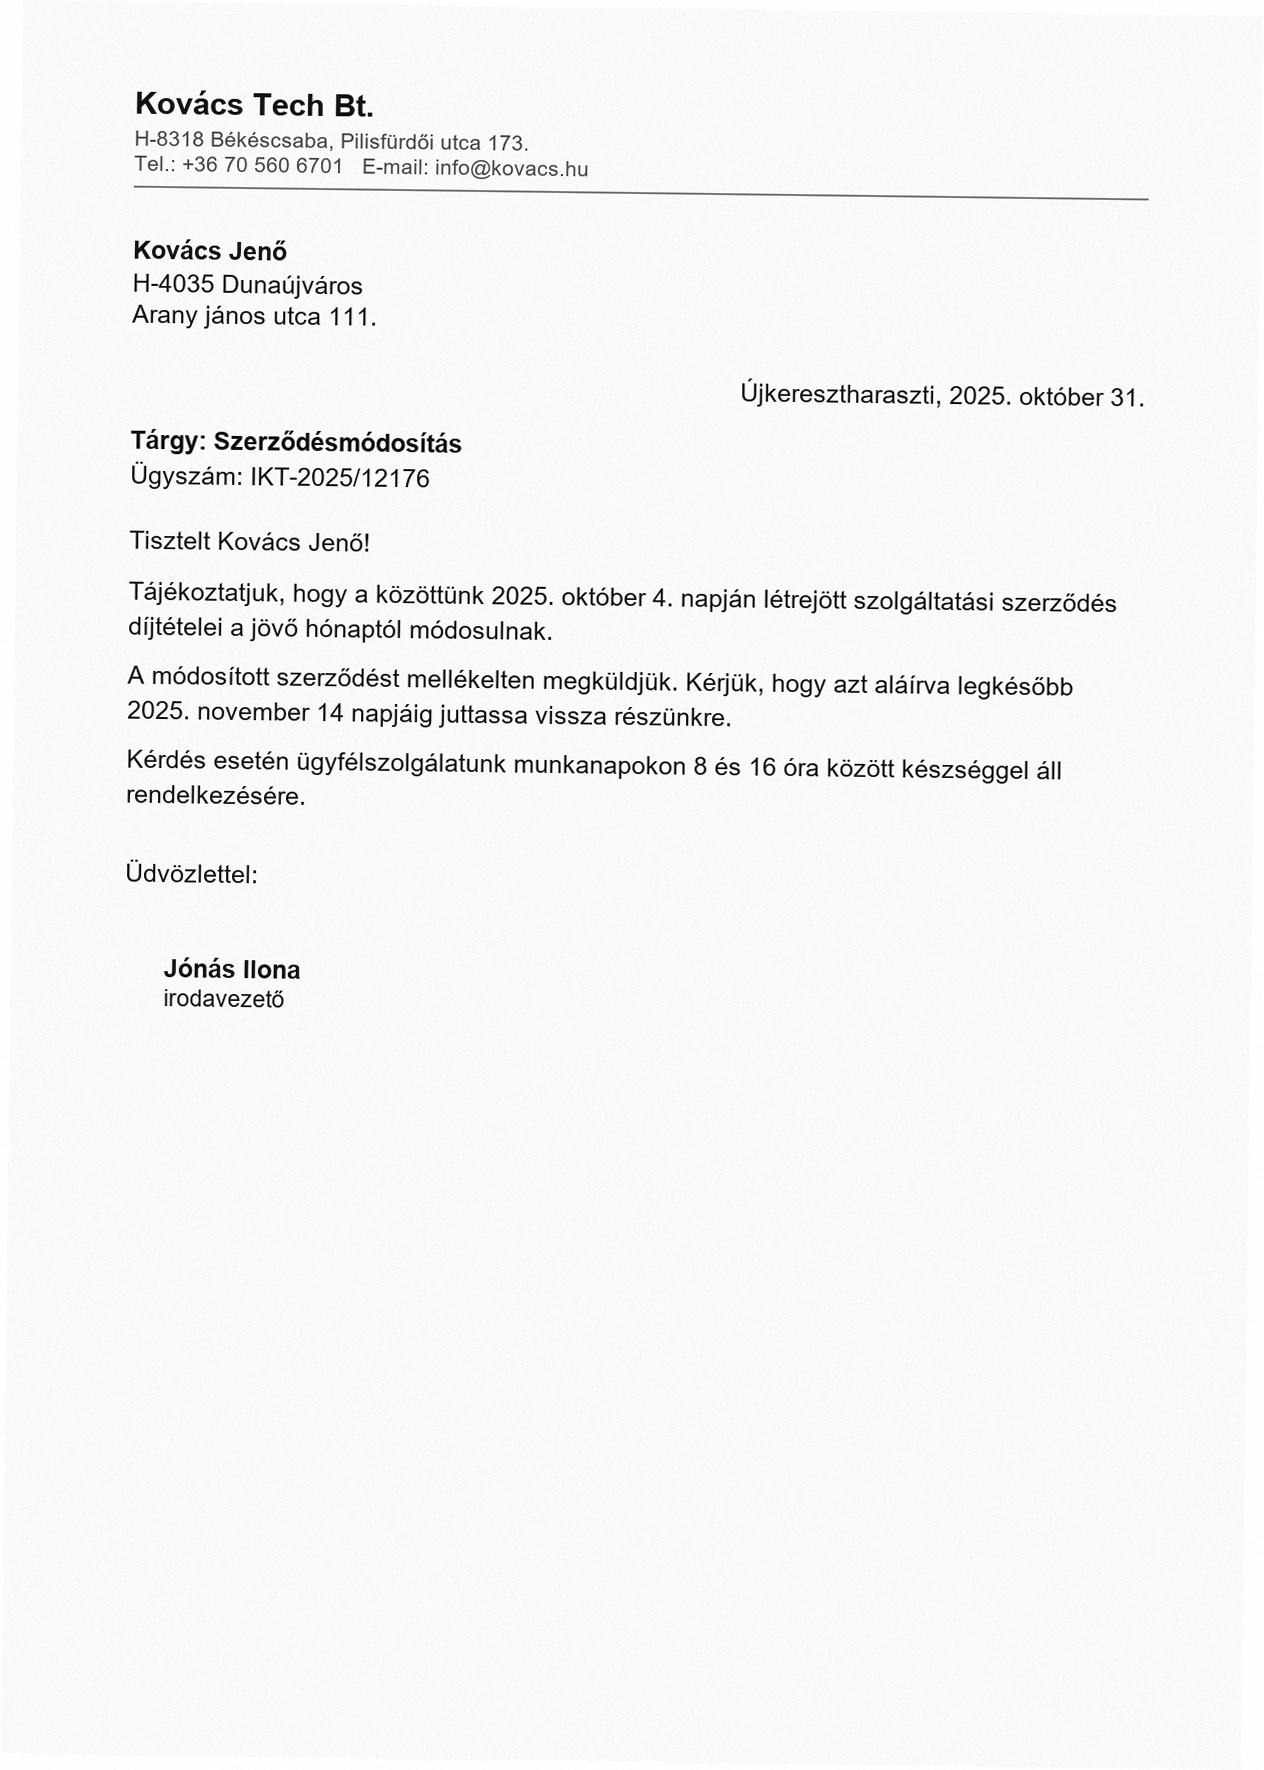 Kovács Tech Bt.
H-8318 Békéscsaba, Pilisfürdői utca 173.
Tel.: +36 70 560 6701 E-mail: info@kovacs.hu
Kovács Jenő
H-4035 Dunaújváros
Arany jános utca 111.
Újkeresztharaszti, 2025. október 31.
Tárgy: Szerződésmódosítás
Ügyszám: IKT-2025/12176
Tisztelt Kovács Jenő!
Tájékoztatjuk, hogy a közöttünk 2025. október 4. napján létrejött szolgáltatási szerződés
díjtételei a jövő hónaptól módosulnak.
A módosított szerződést mellékelten megküldjük. Kérjük, hogy azt aláírva legkésőbb
2025. november 14 napjáig juttassa vissza részünkre.
Kérdés esetén ügyfélszolgálatunk munkanapokon 8 és 16 óra között készséggel áll
rendelkezésére.
Üdvözlettel:
Jónás Ilona
irodavezető